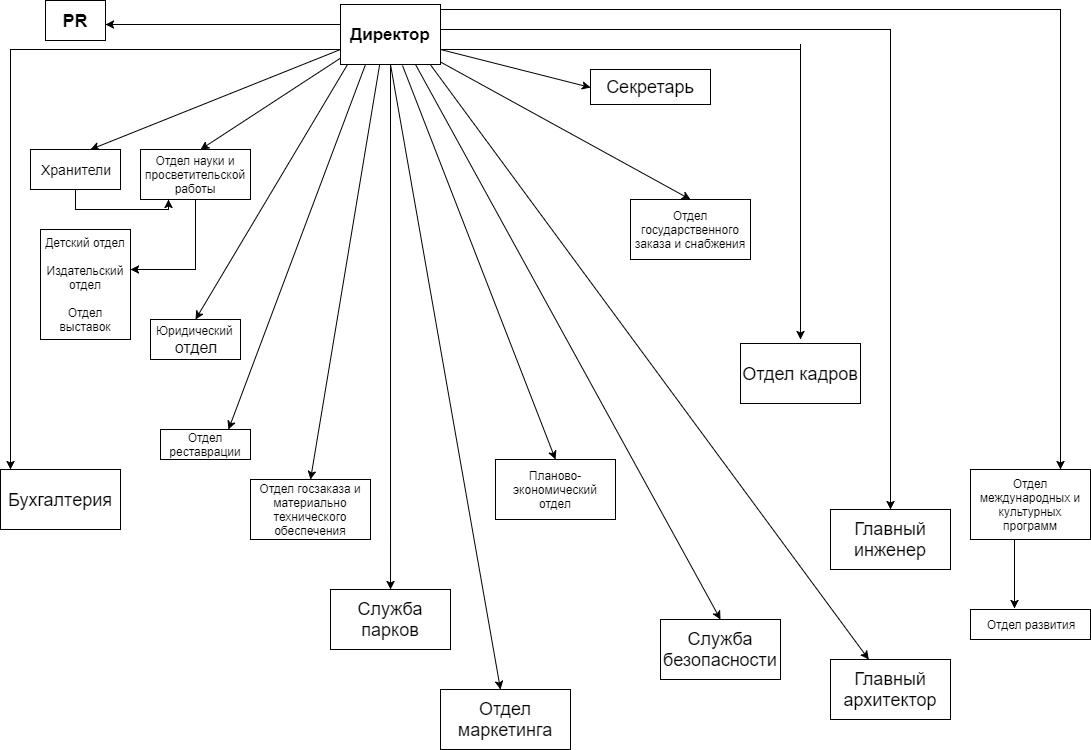 PR
Директор
Секретарь
Хранители
Отдел науки и
просветительской
работы
Отдел
государственного
заказа и снабжения
Детский отдел
Издательский
отдел
Отдел
выставок
Юридический
отдел
Отдел кадров
Отдел
реставрации
Бухгалтерия
Отдел госзаказа и
материально
технического
обеспечения
Планово-
экономический
отдел
Главный
инженер
Отдел
международных и
культурных
программ
Служба
парков
Служба
безопасности
Отдел развития
Главный
архитектор
Отдел
маркетинга